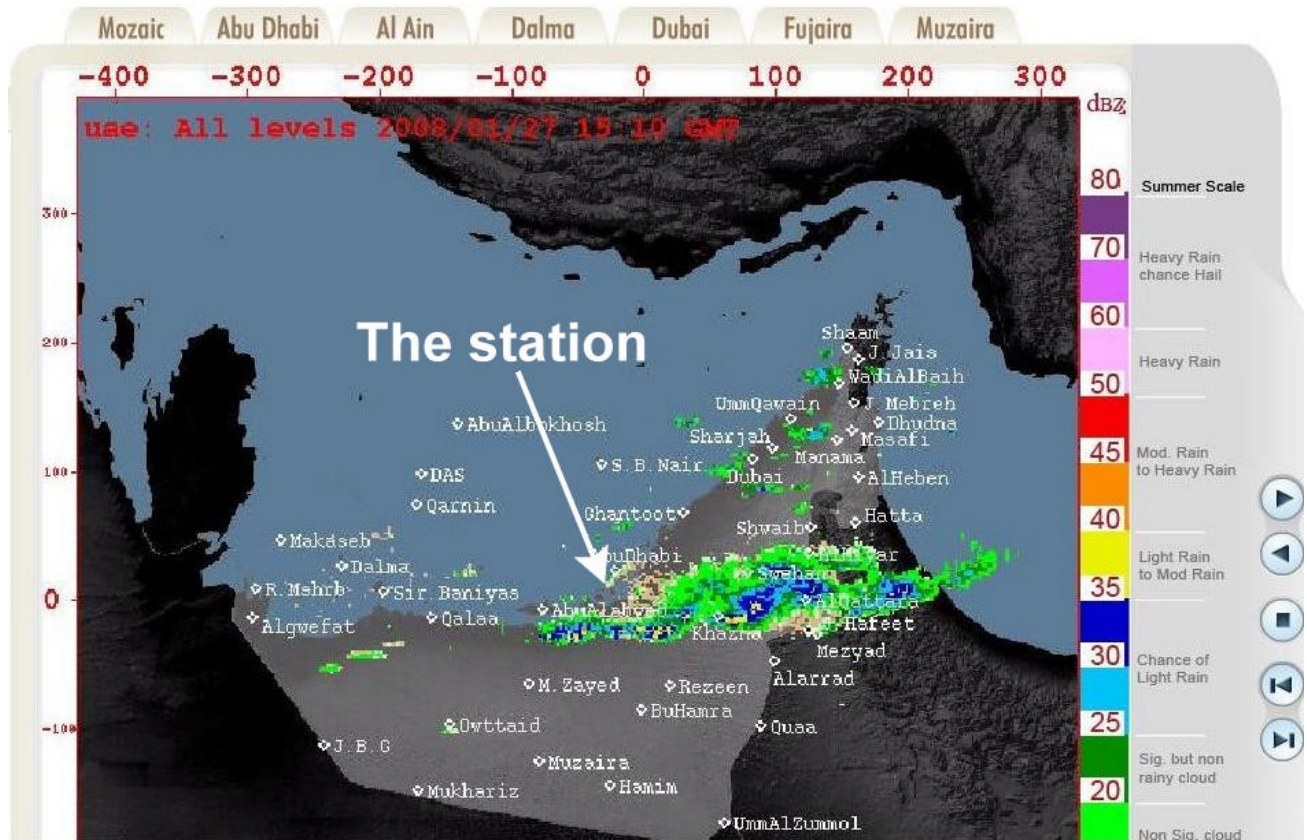 Mozaic Abu Dhabi Al Ain Dalma Dubai Fujaira Muzaira
-400 -300 -200 -100 0 100 200 300
dBZ
uae: All levels 2008/01/27 15:10 GMT
80
Summer Scale
300
70
Heavy Rain
chance Hail
60
The station
Shaam
200
J.Jais
Heavy Rain
WadiAlBaih
50
UmmQawain
J.Mebreh
AbuAlbokhosh
Dhudna
Sharjah
Masafi
45
Mod. Rain
to Heavy Rain
Manama
S.B.Nair
100
DAS
Dubai
AlHeben
Qarnin
Ghantoot
Hatta
40
Shwaib
Makaseb
AbuDhabi
Light Rain
to Mod Rain
Dalma
Sweihan
35
0
R.Mehrb
Sir.Baniyas
AbuAlabyad
AlQattara
Algwefat
Qalaa
Khazna
Hafeet
Mezyad
30
Chance of
Light Rain
Alarrad
M.Zayed
Rezeen
BuHamra
25
-100
Owttaid
Quaa
J.B.G
Sig. but non
rainy cloud
Muzaira
20
Mukhariz
Hamim
UmmAlZummol
Non Sig. cloud